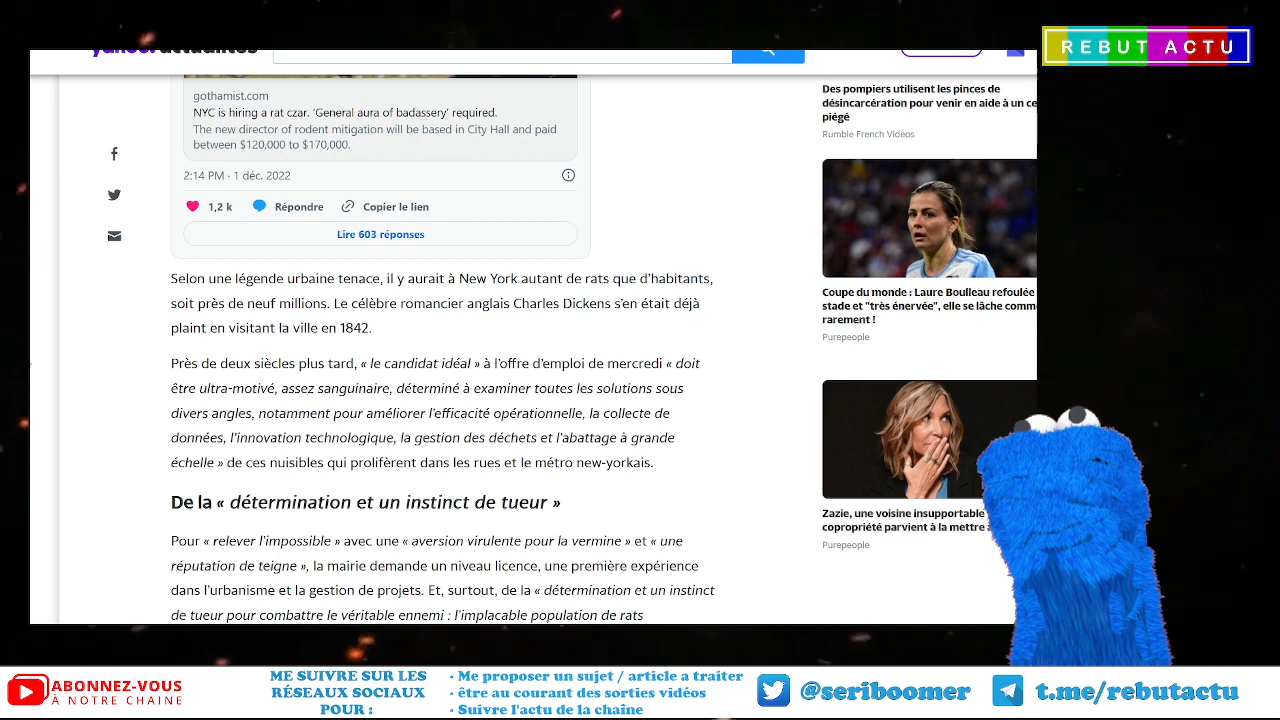 yahoo! actualités
REBUT ACTU
gothamist.com
NYC is hiring a rat czar. 'General aura of badassery' required.
The new director of rodent mitigation will be based in City Hall and paid
between $120,000 to $170,000.
2:14 PM · 1 déc. 2022
1,2 k Répondre Copier le lien
Lire 603 réponses
Selon une légende urbaine tenace, il y aurait à New York autant de rats que d'habitants,
soit près de neuf millions. Le célèbre romancier anglais Charles Dickens s'en était déjà
plaint en visitant la ville en 1842.
Près de deux siècles plus tard, « le candidat idéal » à l'offre d'emploi de mercredi « doit
être ultra-motivé, assez sanguinaire, déterminé à examiner toutes les solutions sous
divers angles, notamment pour améliorer l'efficacité opérationnelle, la collecte de
données, l'innovation technologique, la gestion des déchets et l'abattage à grande
échelle » de ces nuisibles qui prolifèrent dans les rues et le métro new-yorkais.
De la « détermination et un instinct de tueur »
Pour « relever l'impossible » avec une « aversion virulente pour la vermine » et « une
réputation de teigne », la mairie demande un niveau licence, une première expérience
dans l'urbanisme et la gestion de projets. Et, surtout, de la « détermination et un instinct
de tueur pour combattre le véritable ennemi : l'implacable population de rats
Des pompiers utilisent les pinces de
désincarcération pour venir en aide à un ce
piégé
Rumble French Videos
Coupe du monde : Laure Boulleau refoulée
stade et "très énervée", elle se lâche comm
rarement !
Purepeople
Zazie, une voisine insupportable
copropriété parvient à la mettre
Purepeople
ABONNEZ-VOUS
À NOTRE CHAINE
ME SUIVRE SUR LES
RÉSEAUX SOCIAUX
POUR :
- Me proposer un sujet / article a traiter
- être au courant des sorties vidéos
- Suivre l'actu de la chaîne
@seriboomer
t.me/rebutactu